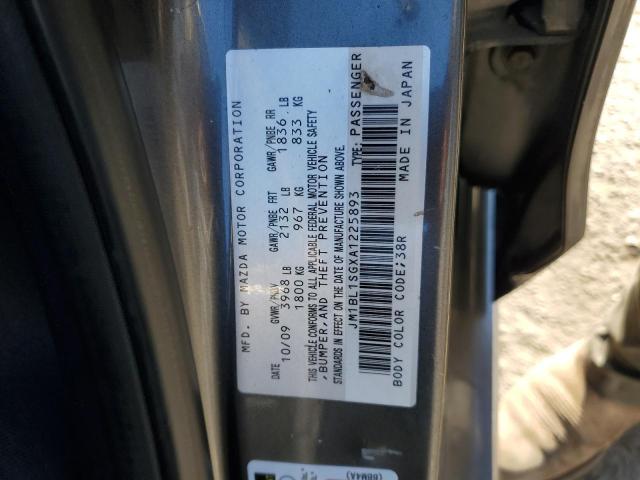 MFD. BY MAZDA MOTOR CORPORATION
DATE GVWR/PNBV GAWR/PNBE FRT GAWR/PNBE RR
10/09 3968 LB 2132 LB 1836 LB
1800 KG 967 KG 833 KG
THIS VEHICLE CONFORMS TO ALL APPLICABLE FEDERAL MOTOR VEHICLE SAFETY
, BUMPER, AND THEFT PREVENTION
STANDARDS IN EFFECT ON THE DATE OF MANUFACTURE SHOWN ABOVE.
JM1BL1SGXA1225893 TYPE: PASSENGER
BODY COLOR CODE;38R MADE IN JAPAN
(BBM4A)